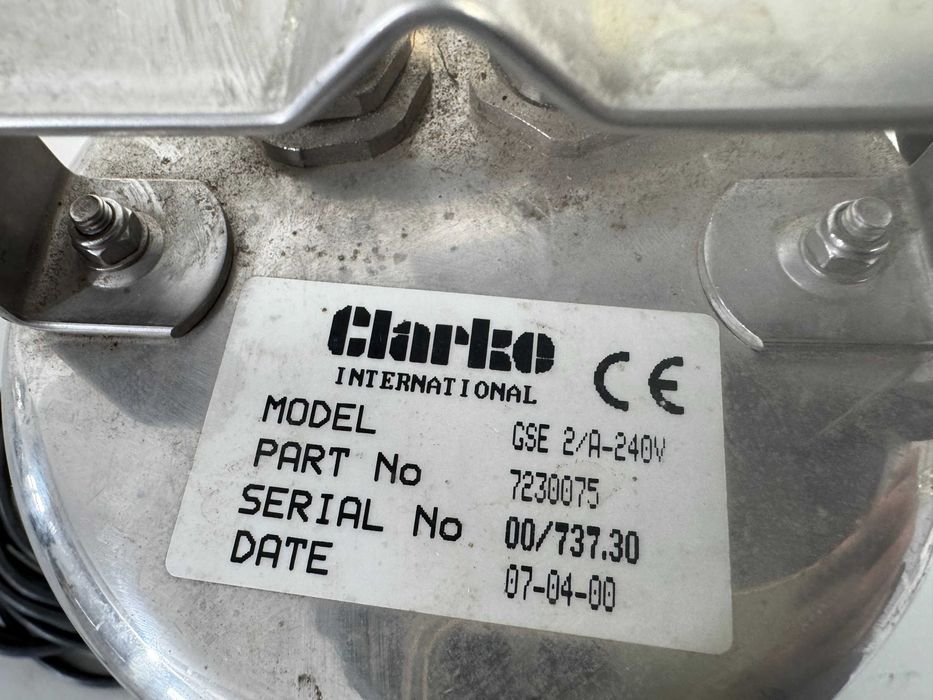 Clarke
INTERNATIONAL
CE
MODEL GSE 2/A-240V
PART No 7230075
SERIAL No 00/737.30
DATE 07-04-00